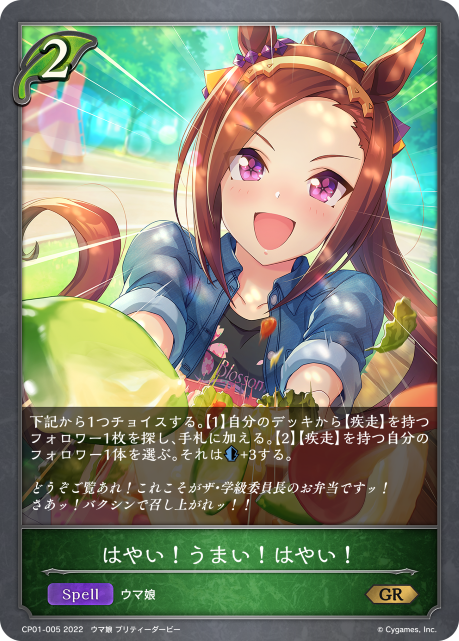 2
Blossom
下記から1つチョイスする。【1】自分のデッキから【疾走】を持つ
フォロワー1枚を探し、手札に加える。【2】【疾走】を持つ自分の
フォロワー1体を選ぶ。それは+3する。
どうぞご覧あれ！これこそがザ・学級委員長のお弁当ですッ！
さあッ！バクシンで召し上がれッ！！
はやい！うまい！はやい！
Spell ウマ娘 GR
CP01-005 2022 ウマ娘 プリティーダービー © Cygames, Inc.